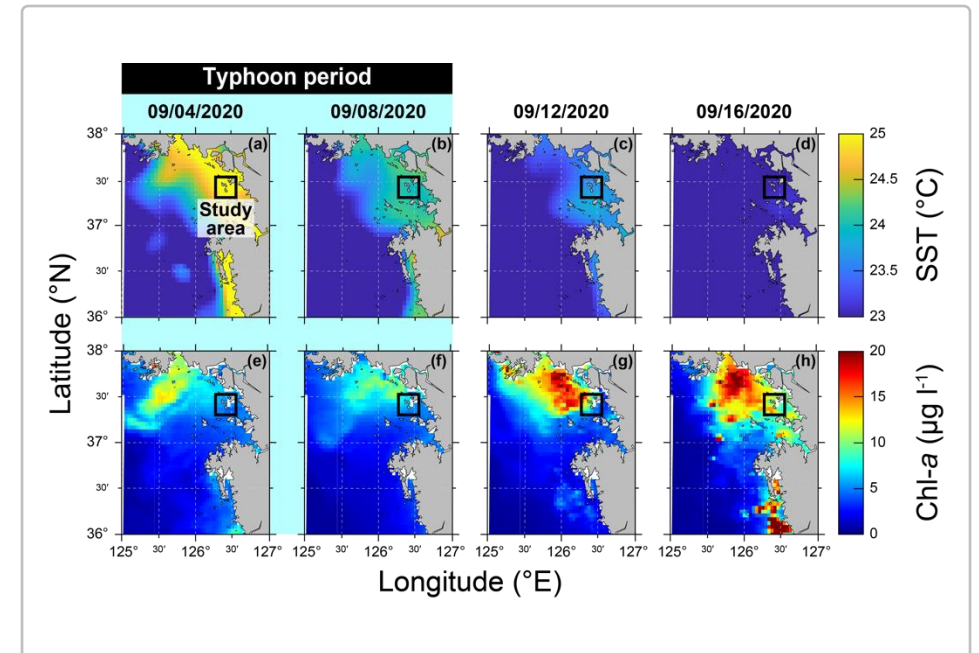 Typhoon period
09/04/2020 09/08/2020 09/12/2020 09/16/2020
38° (a) (b) (c) (d) 25
24.5
30' Study area
37° 24 SST (°C)
30' 23.5
36° 23
Latitude (°N)
38° (e) (f) (g) (h) 20
15
30'
37° 10 Chl-a (µg l⁻¹)
30' 5
36° 0
125° 30' 126° 30' 127° 125° 30' 126° 30' 127° 125° 30' 126° 30' 127° 125° 30' 126° 30' 127°
Longitude (°E)